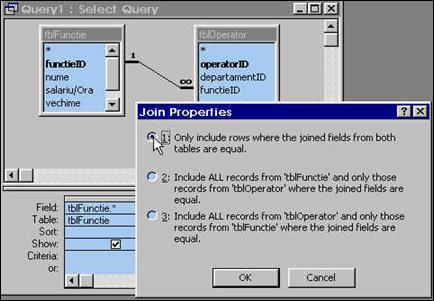 Query1 : Select Query
tblFunctie
*
functieID
nume
salariu/Ora
vechime
1
∞
tblOperator
*
operatorID
departamentID
functieID
Join Properties
1: Only include rows where the joined fields from both
tables are equal.
2: Include ALL records from 'tblFunctie' and only those
records from 'tblOperator' where the joined fields are
equal.
3: Include ALL records from 'tblOperator' and only those
records from 'tblFunctie' where the joined fields are equal.
OK
Cancel
Field: tblFunctie.*
Table: tblFunctie
Sort:
Show:
Criteria:
or: